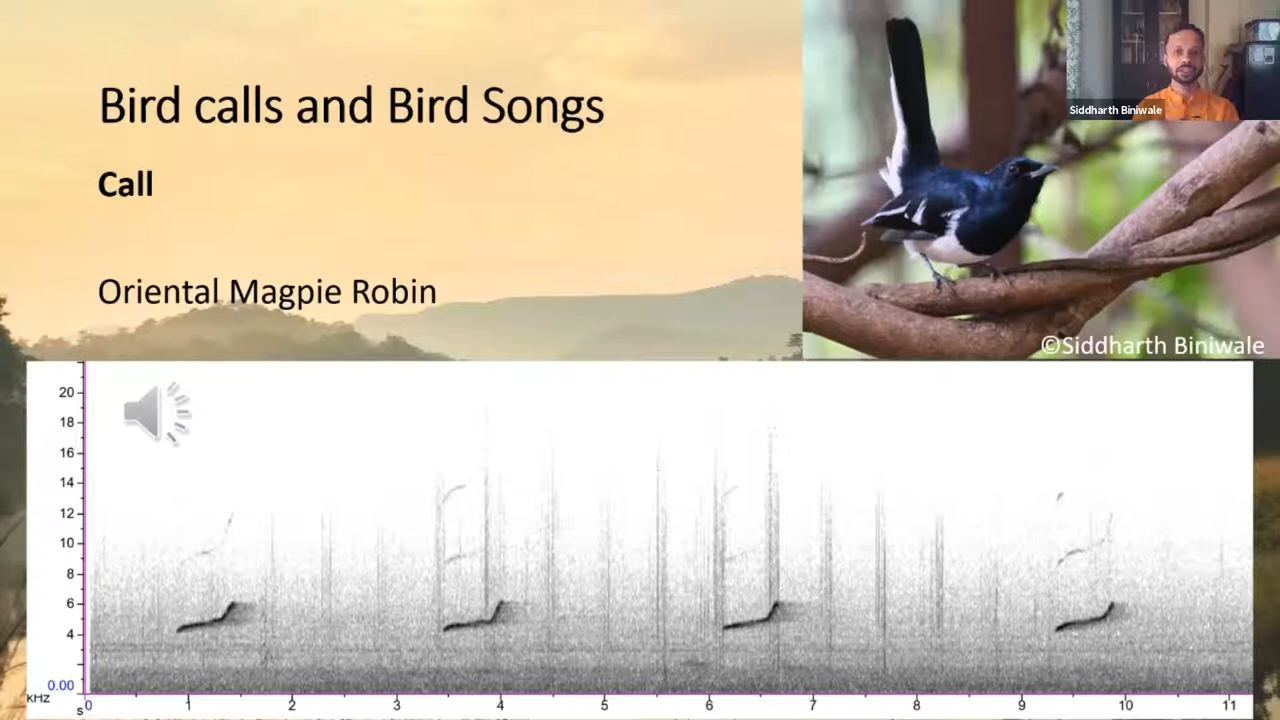 Bird calls and Bird Songs
Call
Oriental Magpie Robin
Siddharth Biniwale
©Siddharth Biniwale
20
18
16
14
12
10
8
6
4
0.00
kHz
s 0 1 2 3 4 5 6 7 8 9 10 11